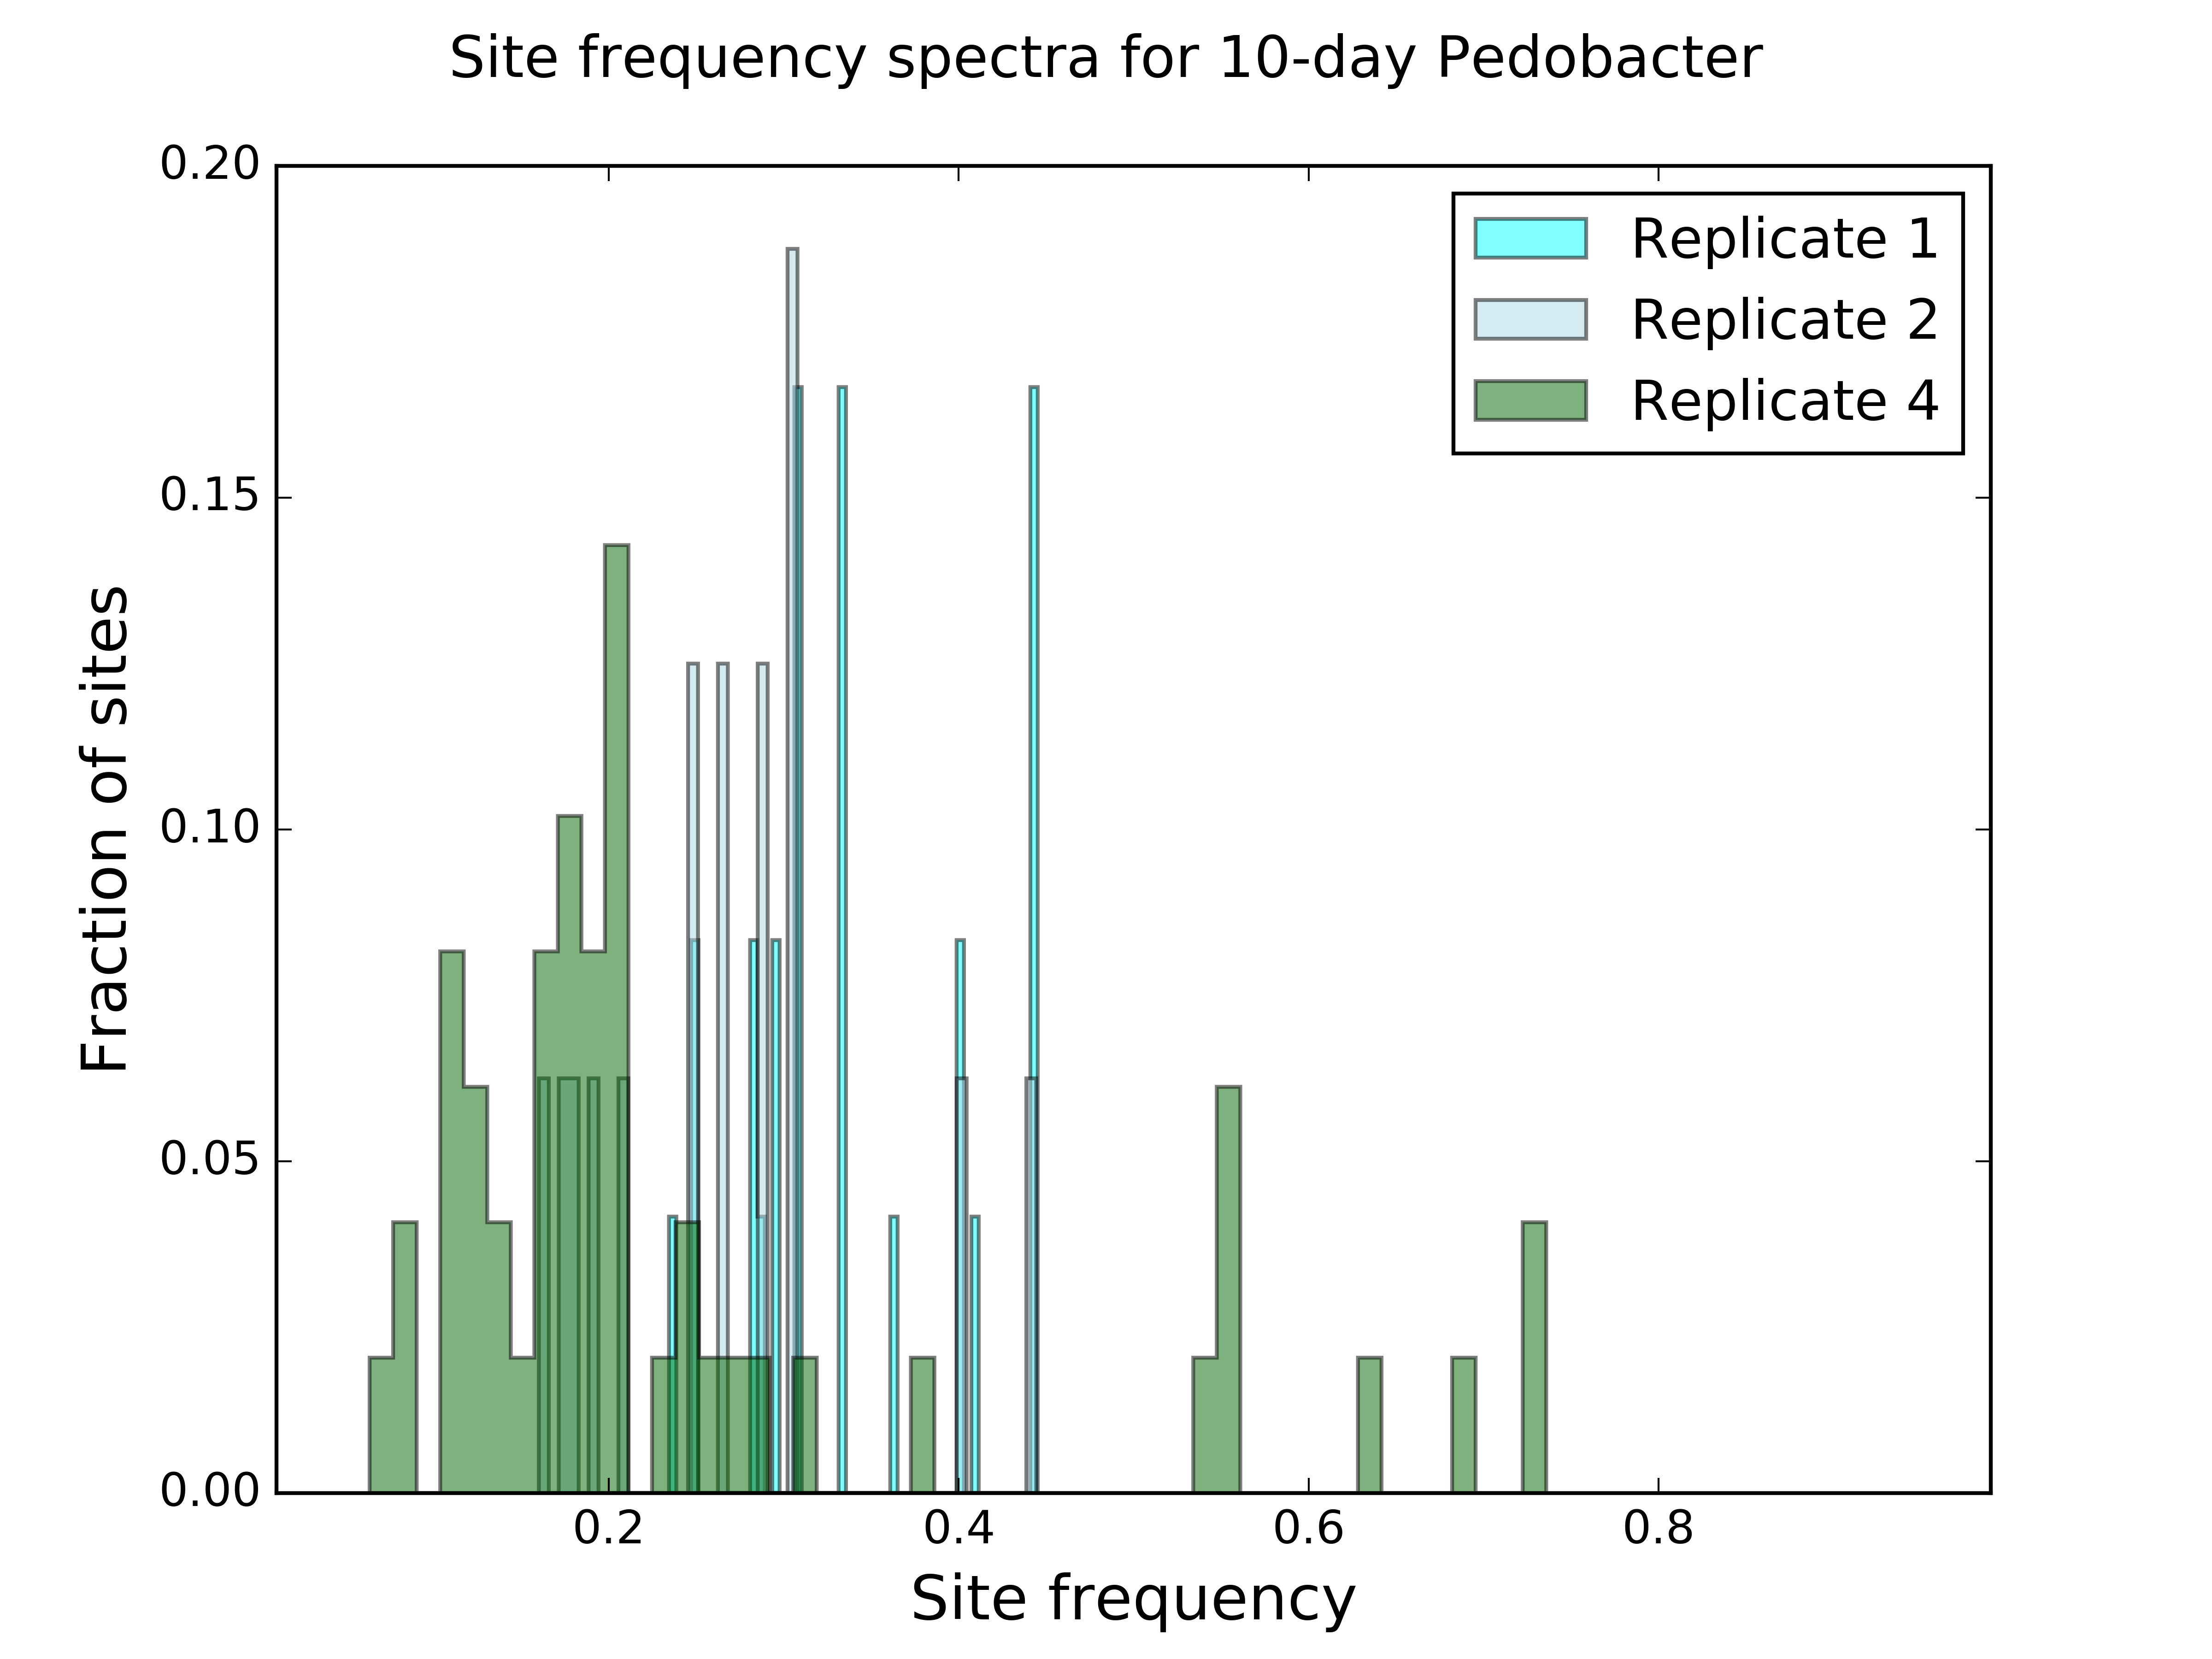 Site frequency spectra for 10-day Pedobacter
0.20
0.15
0.10
0.05
0.00
Fraction of sites
0.2 0.4 0.6 0.8
Site frequency
Replicate 1
Replicate 2
Replicate 4